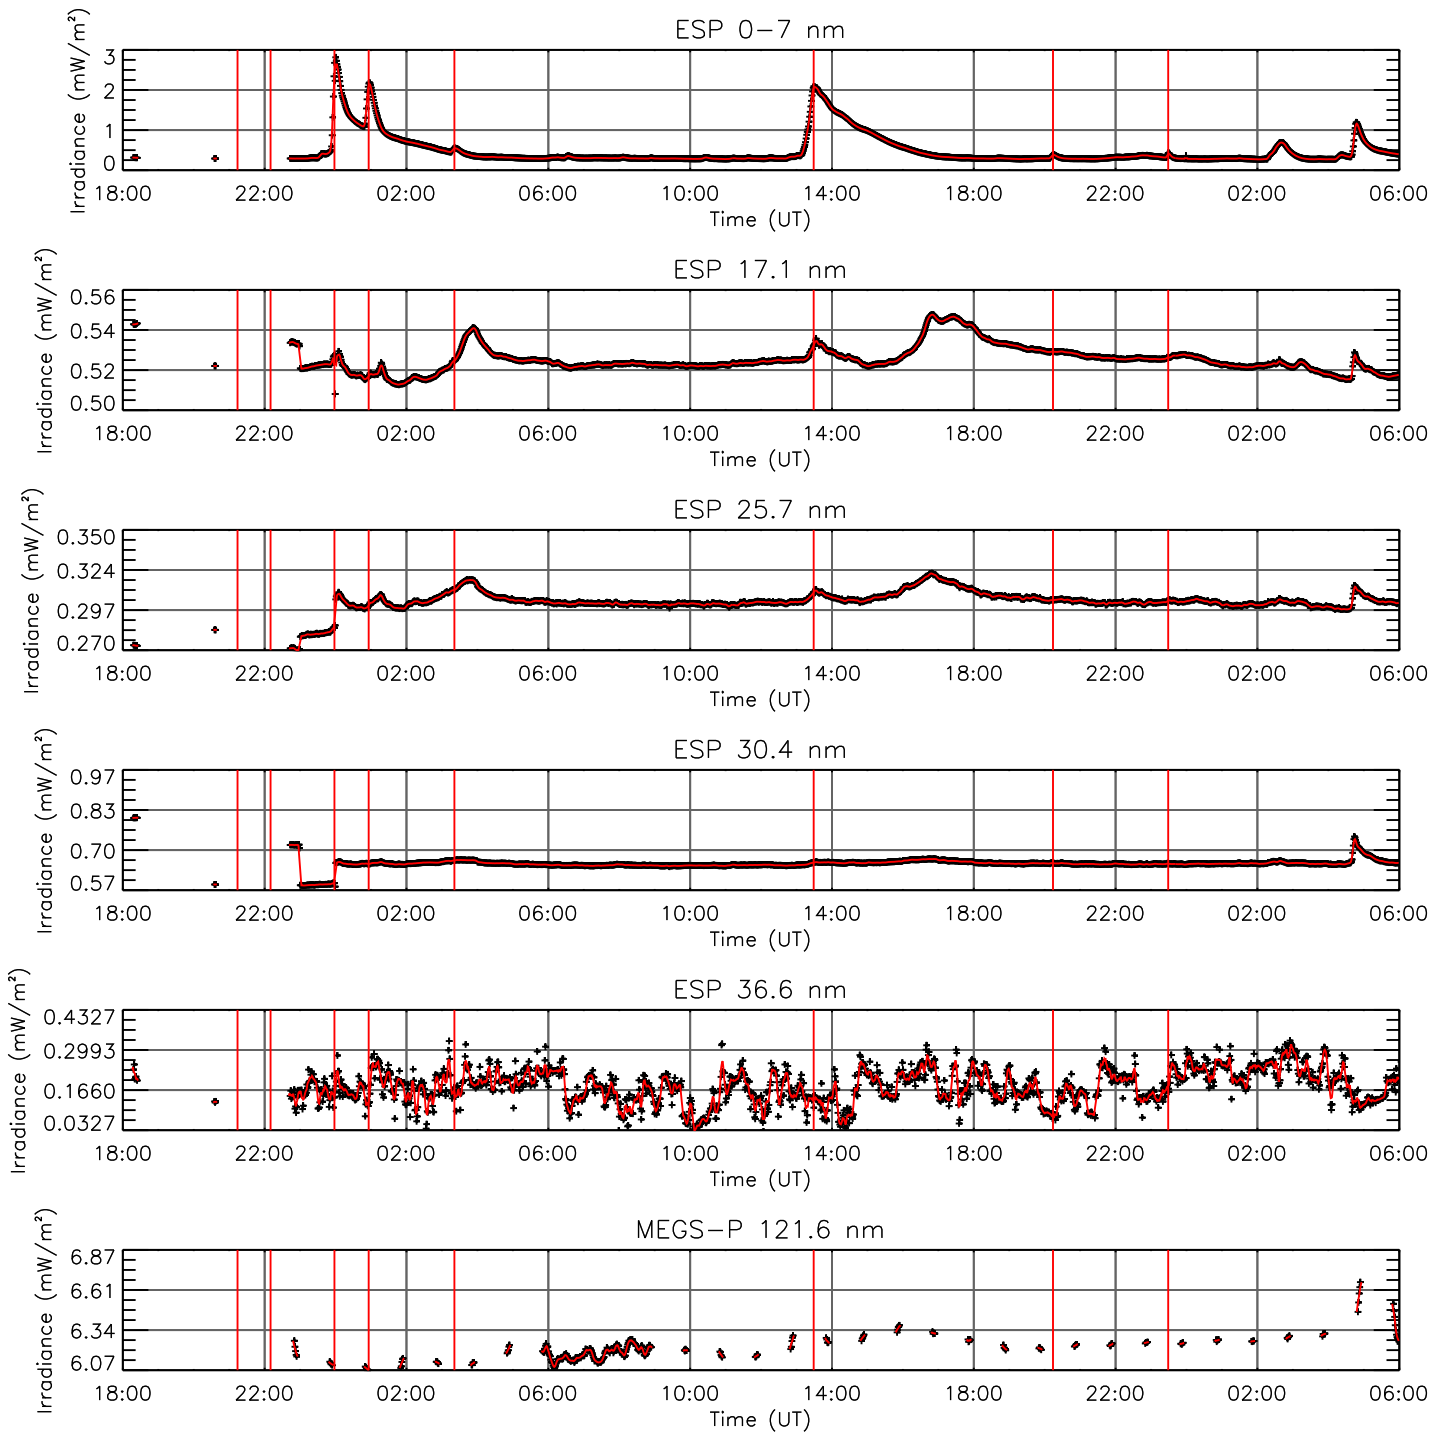 ESP 0-7 nm
Irradiance (mW/m²)
3
2
1
0
18:00 22:00 02:00 06:00 10:00 14:00 18:00 22:00 02:00 06:00
Time (UT)
ESP 17.1 nm
Irradiance (mW/m²)
0.56
0.54
0.52
0.50
18:00 22:00 02:00 06:00 10:00 14:00 18:00 22:00 02:00 06:00
Time (UT)
ESP 25.7 nm
Irradiance (mW/m²)
0.350
0.324
0.297
0.270
18:00 22:00 02:00 06:00 10:00 14:00 18:00 22:00 02:00 06:00
Time (UT)
ESP 30.4 nm
Irradiance (mW/m²)
0.97
0.83
0.70
0.57
18:00 22:00 02:00 06:00 10:00 14:00 18:00 22:00 02:00 06:00
Time (UT)
ESP 36.6 nm
Irradiance (mW/m²)
0.4327
0.2993
0.1660
0.0327
18:00 22:00 02:00 06:00 10:00 14:00 18:00 22:00 02:00 06:00
Time (UT)
MEGS-P 121.6 nm
Irradiance (mW/m²)
6.87
6.61
6.34
6.07
18:00 22:00 02:00 06:00 10:00 14:00 18:00 22:00 02:00 06:00
Time (UT)